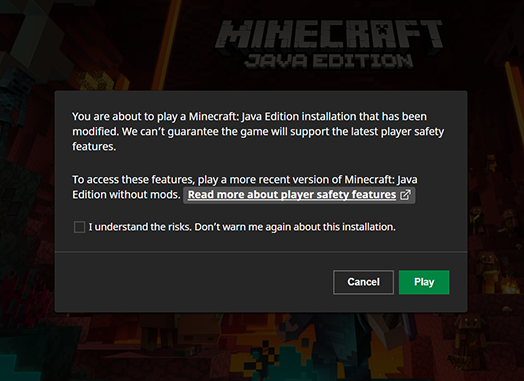 MINECRAFT
JAVA EDITION
You are about to play a Minecraft: Java Edition installation that has been
modified. We can’t guarantee the game will support the latest player safety
features.
To access these features, play a more recent version of Minecraft: Java
Edition without mods. Read more about player safety features
I understand the risks. Don’t warn me again about this installation.
Cancel Play